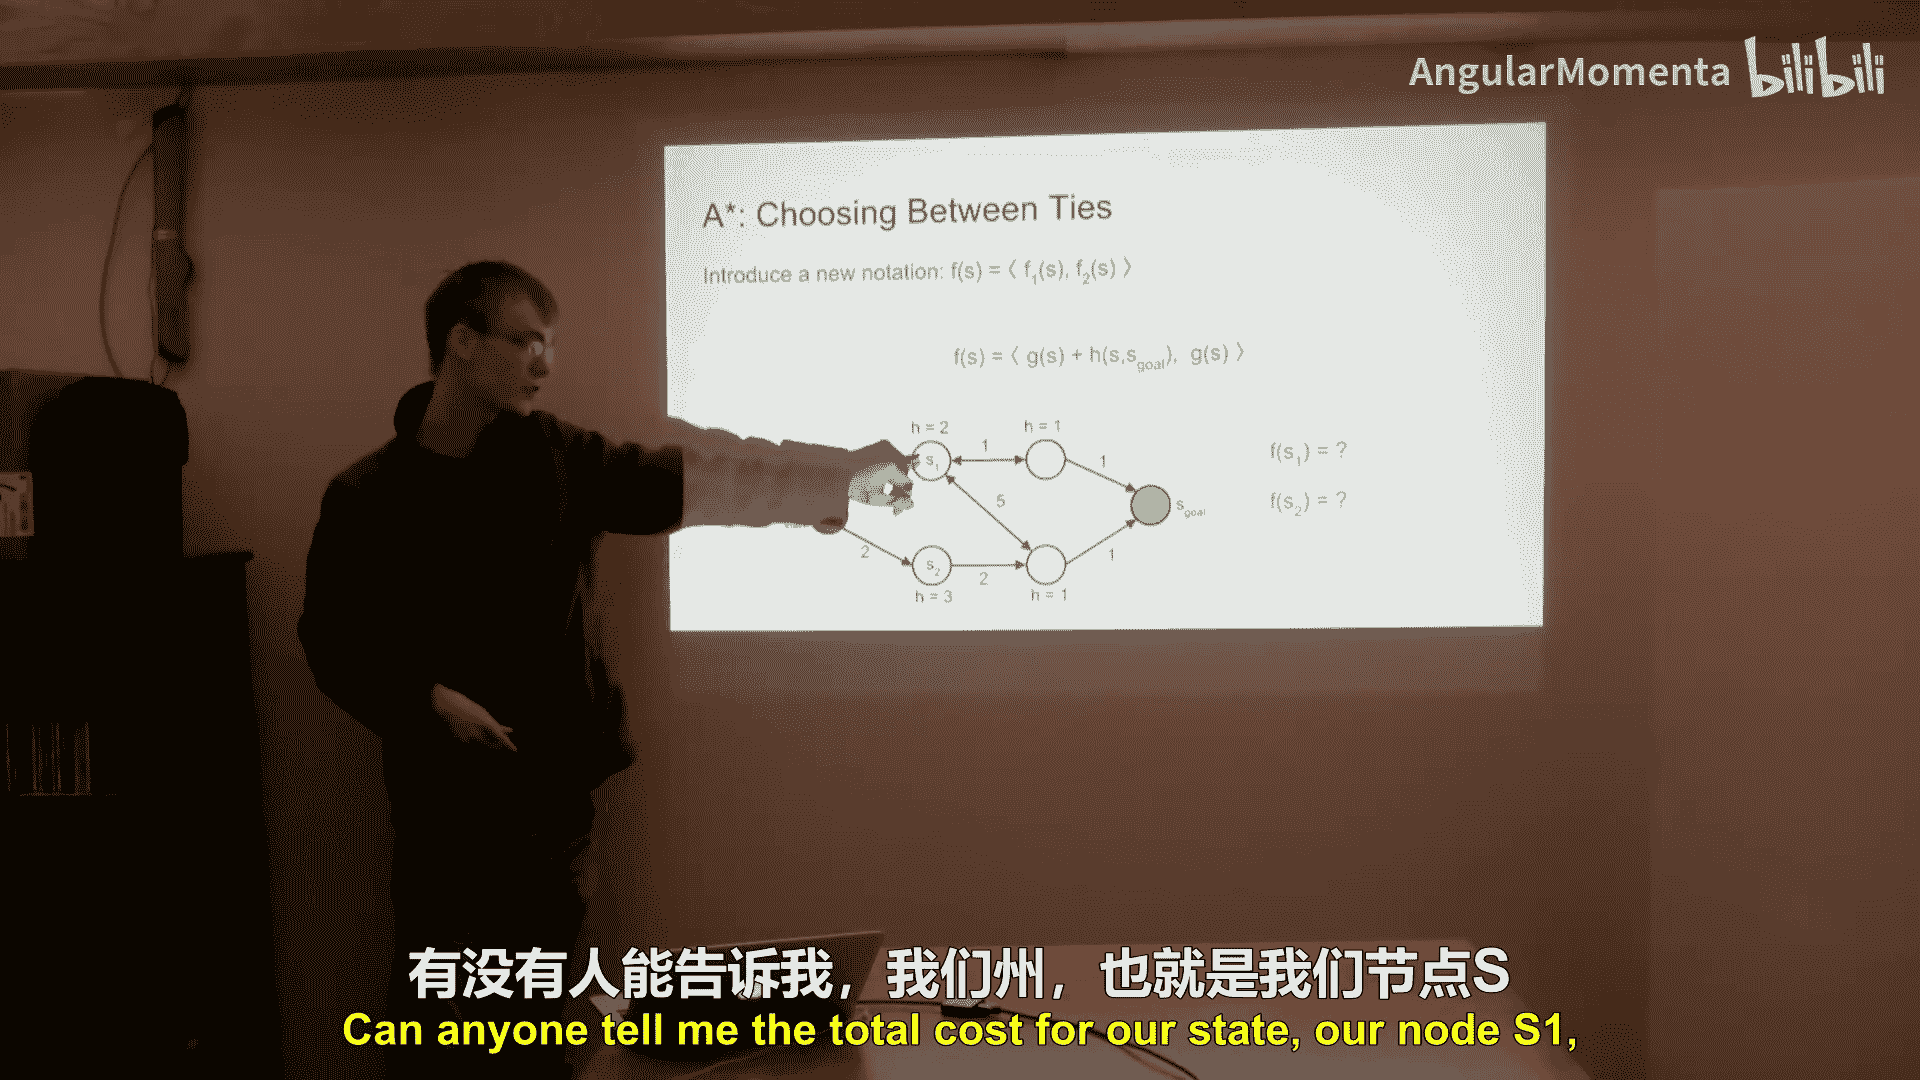 AngularMomenta bilibili
A*: Choosing Between Ties
Introduce a new notation: f(s) = ⟨ f₁(s), f₂(s) ⟩
f(s) = ⟨ g(s) + h(s,s_goal), g(s) ⟩
h = 2 h = 1
s₁ 1 1 f(s₁) = ?
5 s_goal f(s₂) = ?
2 s₂ 2 1
h = 3 h = 1
有没有人能告诉我，我们州，也就是我们节点S
Can anyone tell me the total cost for our state, our node S1,